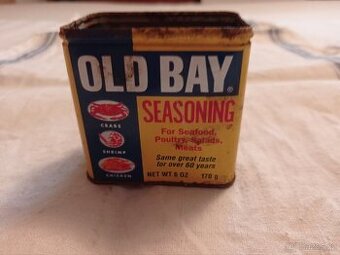 OLD BAY®
SEASONING
CRABS
SHRIMP
CHICKEN
For Seafood,
Poultry, Salads,
Meats
Same great taste
for over 60 years
NET WT 6 OZ 170 g